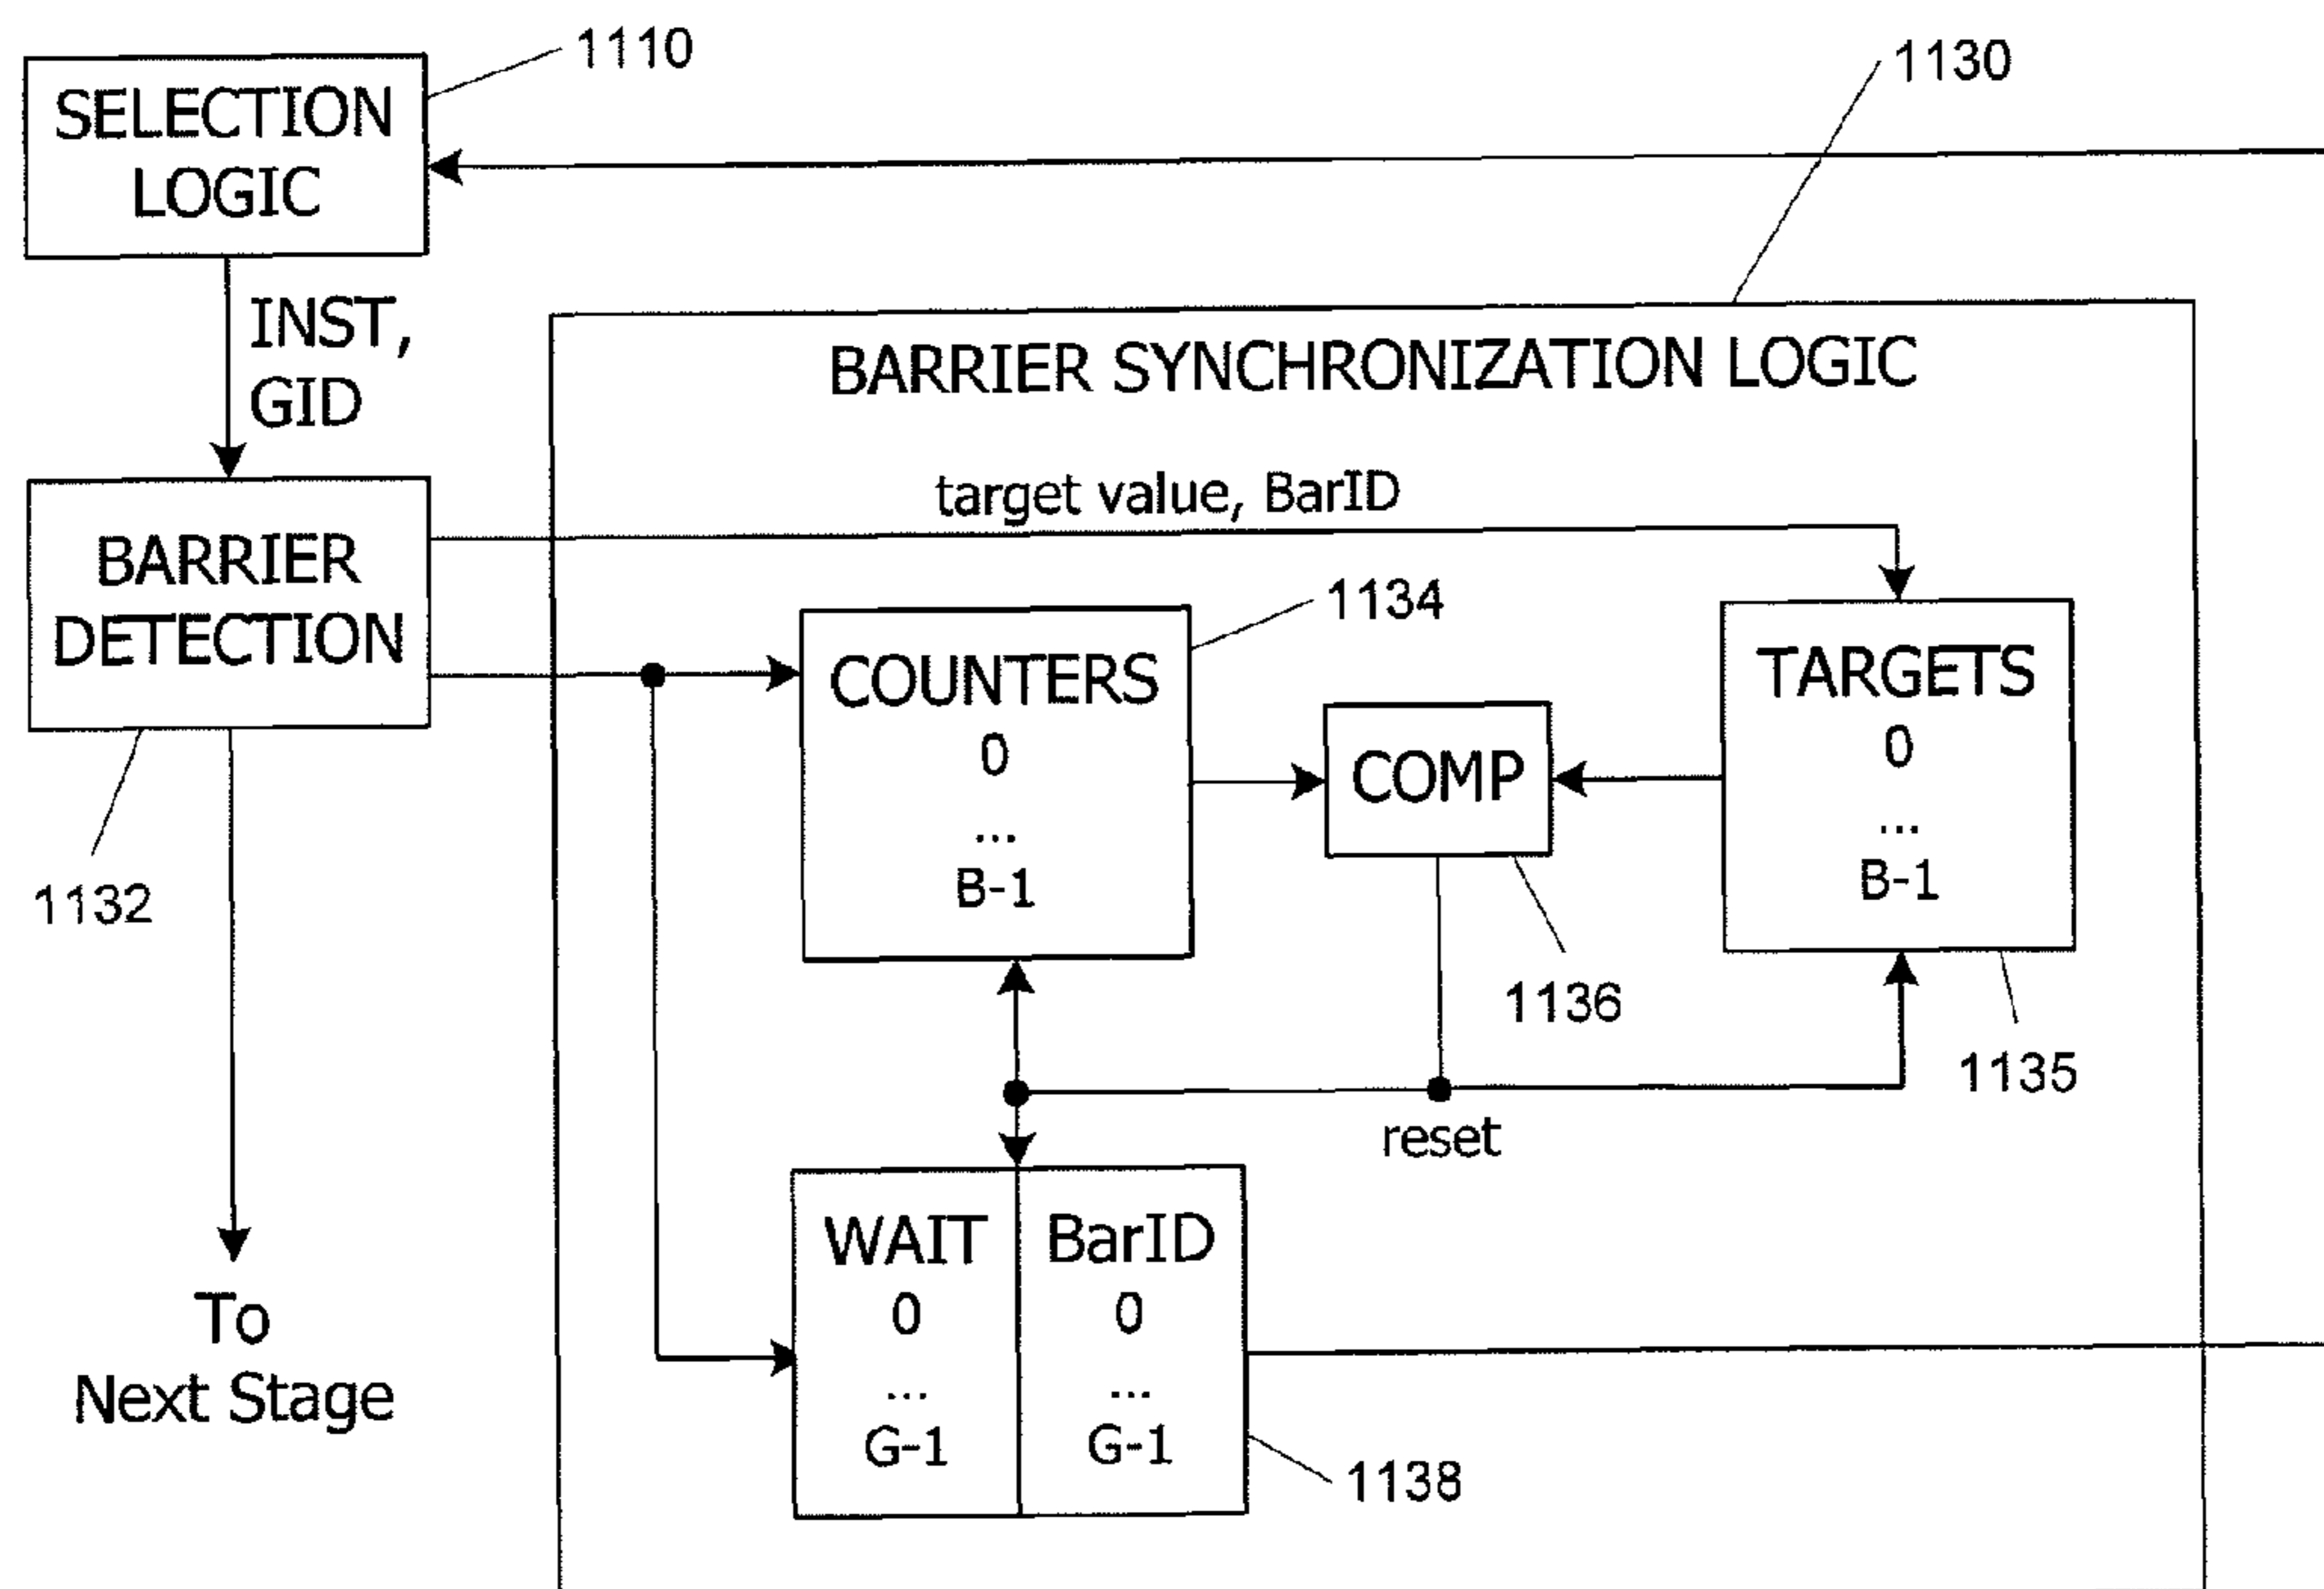 1110
1130
SELECTION
LOGIC
INST,
GID
BARRIER SYNCHRONIZATION LOGIC
target value, BarID
BARRIER
DETECTION
1134
COUNTERS
0
...
B-1
COMP
TARGETS
0
...
B-1
1132
1136
1135
reset
WAIT
0
...
G-1
BarID
0
...
G-1
1138
To
Next Stage